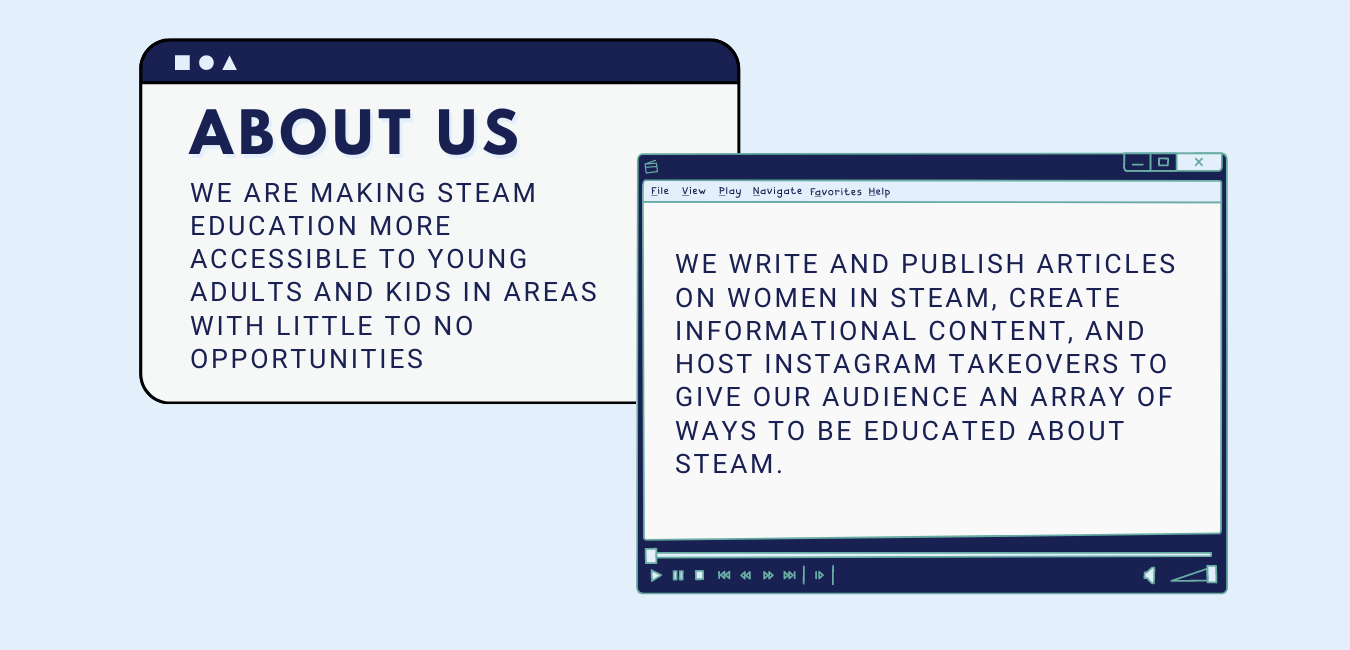 ABOUT US
WE ARE MAKING STEAM
EDUCATION MORE
ACCESSIBLE TO YOUNG
ADULTS AND KIDS IN AREAS
WITH LITTLE TO NO
OPPORTUNITIES
File View Play Navigate Favorites Help
WE WRITE AND PUBLISH ARTICLES
ON WOMEN IN STEAM, CREATE
INFORMATIONAL CONTENT, AND
HOST INSTAGRAM TAKEOVERS TO
GIVE OUR AUDIENCE AN ARRAY OF
WAYS TO BE EDUCATED ABOUT
STEAM.